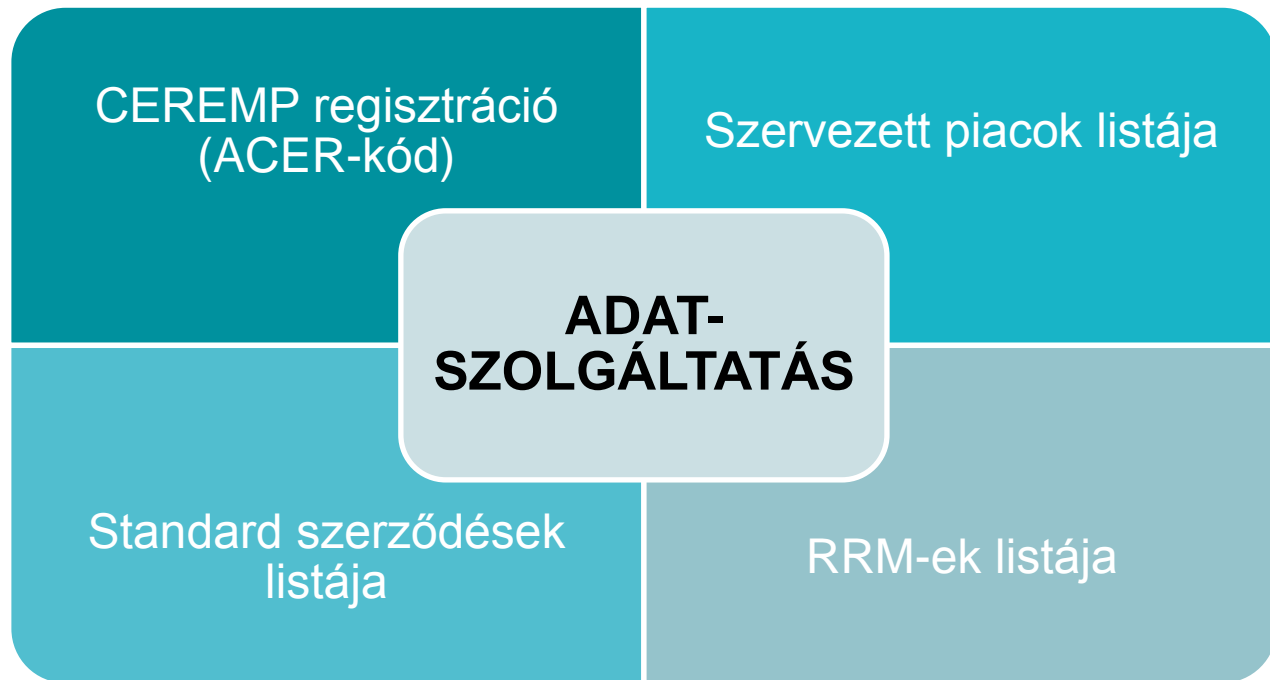 CEREMP regisztráció
(ACER-kód)
Szervezett piacok listája
ADAT-
SZOLGÁLTATÁS
Standard szerződések
listája
RRM-ek listája